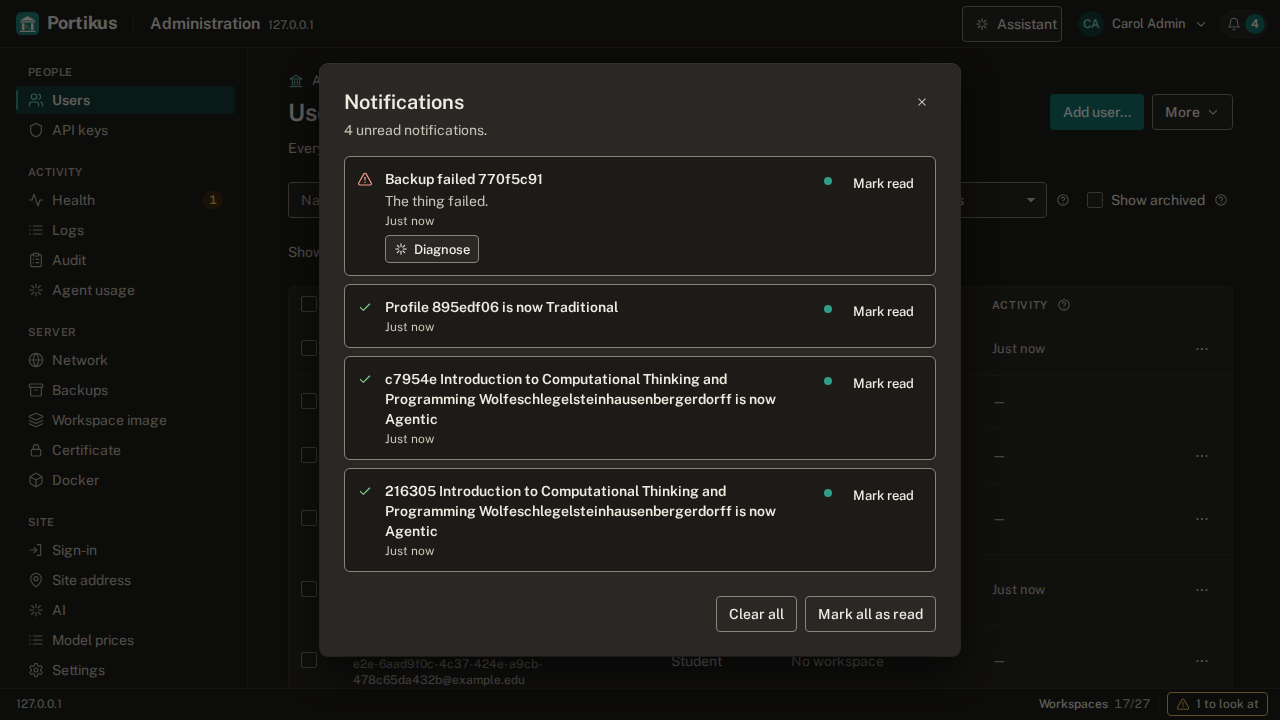 Portikus
Administration 127.0.0.1
Assistant
CA Carol Admin
4
PEOPLE
Users
API keys
ACTIVITY
Health 1
Logs
Audit
Agent usage
SERVER
Network
Backups
Workspace image
Certificate
Docker
SITE
Sign-in
Site address
AI
Model prices
Settings
Add user...
More
Show archived
ACTIVITY
Just now
—
—
—
Just now
—
e2e-6aad9f0c-4c37-424e-a9cb-
478c65da432b@example.edu
Student
No workspace
Notifications
4 unread notifications.
Backup failed 770f5c91
The thing failed.
Just now
Diagnose
Mark read
Profile 895edf06 is now Traditional
Just now
Mark read
c7954e Introduction to Computational Thinking and
Programming Wolfeschlegelsteinhausenbergerdorff is now
Agentic
Just now
Mark read
216305 Introduction to Computational Thinking and
Programming Wolfeschlegelsteinhausenbergerdorff is now
Agentic
Just now
Mark read
Clear all
Mark all as read
127.0.0.1
Workspaces 17/27
1 to look at